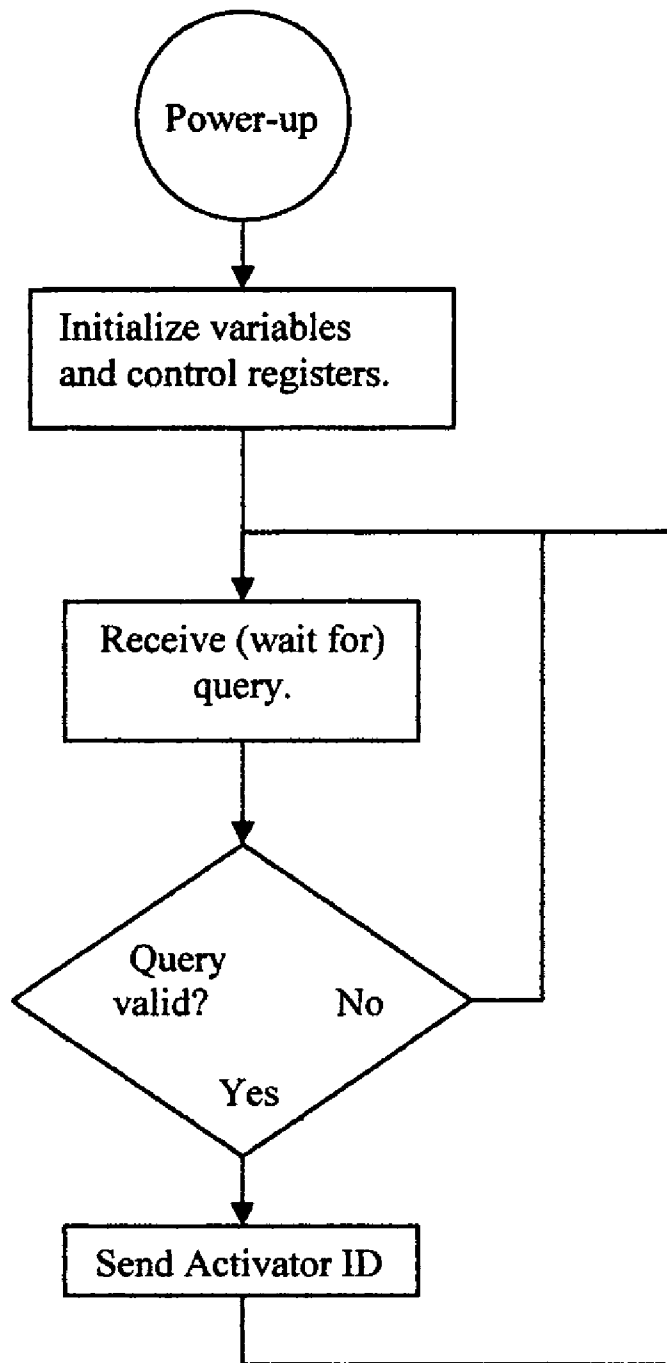 Power-up
Initialize variables
and control registers.
Receive (wait for)
query.
Query
valid?
No
Yes
Send Activator ID